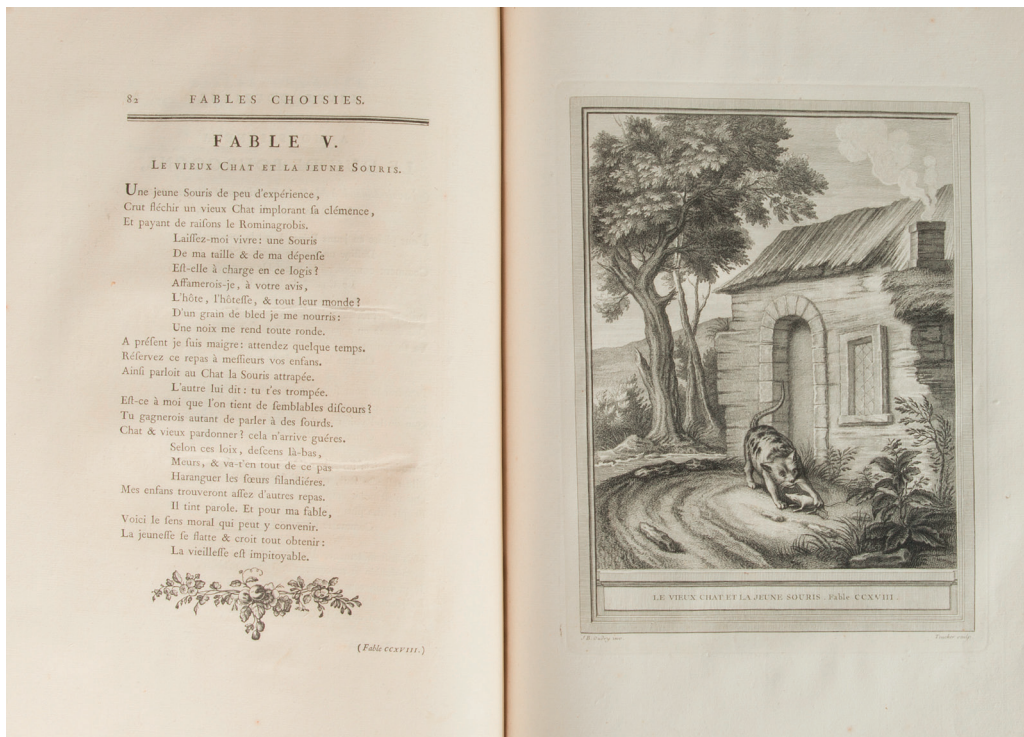 82 FABLES CHOISIES.
FABLE V.
LE VIEUX CHAT ET LA JEUNE SOURIS.
Une jeune Souris de peu d'expérience,
Crut fléchir un vieux Chat implorant ſa clémence,
Et payant de raiſons le Rominagrobis.
Laiſſez-moi vivre: une Souris
De ma taille & de ma dépenſe
Eſt-elle à charge en ce logis?
Affamerois-je, à votre avis,
L'hôte, l'hôteſſe, & tout leur monde?
D'un grain de bled je me nourris:
Une noix me rend toute ronde.
A préſent je ſuis maigre: attendez quelque temps.
Réſervez ce repas à meſſieurs vos enfans.
Ainſi parloit au Chat la Souris attrapée.
L'autre lui dit: tu t'es trompée.
Eſt-ce à moi que l'on tient de ſemblables diſcours?
Tu gagnerois autant de parler à des ſourds.
Chat & vieux pardonner? cela n'arrive guéres.
Selon ces loix, deſcens là-bas,
Meurs, & va-t'en tout de ce pas
Haranguer les ſœurs filandiéres.
Mes enfans trouveront aſſez d'autres repas.
Il tint parole. Et pour ma fable,
Voici le ſens moral qui peut y convenir.
La jeuneſſe ſe flatte & croit tout obtenir:
La vieilleſſe eſt impitoyable.
(Fable CCXVIII.)
LE VIEUX CHAT ET LA JEUNE SOURIS. Fable CCXVIII.
J.B. Oudry inv.
sculp.